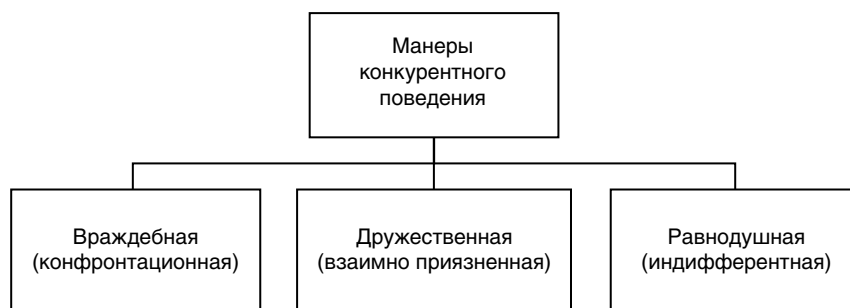 Манеры
конкурентного
поведения
Враждебная
(конфронтационная)
Дружественная
(взаимно приязненная)
Равнодушная
(индифферентная)